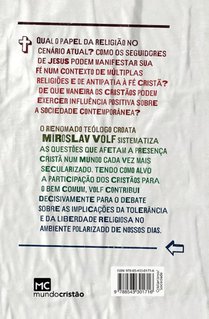 QUAL O PAPEL DA RELIGIÃO NO
CENÁRIO ATUAL? COMO OS SEGUIDORES
DE JESUS PODEM MANIFESTAR SUA
FÉ NUM CONTEXTO DE MÚLTIPLAS
RELIGIÕES E DE ANTIPATIA À FÉ CRISTÃ?
DE QUE MANEIRA OS CRISTÃOS PODEM
EXERCER INFLUÊNCIA POSITIVA SOBRE
A SOCIEDADE CONTEMPORÂNEA?
O RENOMADO TEÓLOGO CROATA
MIROSLAV VOLF SISTEMATIZA
AS QUESTÕES QUE AFETAM A PRESENÇA
CRISTÃ NUM MUNDO CADA VEZ MAIS
SECULARIZADO. TENDO COMO ALVO
A PARTICIPAÇÃO DOS CRISTÃOS PARA
O BEM COMUM, VOLF CONTRIBUI
DECISIVAMENTE PARA O DEBATE
SOBRE AS IMPLICAÇÕES DA TOLERÂNCIA
E DA LIBERDADE RELIGIOSA NO
AMBIENTE POLARIZADO DE NOSSOS DIAS.
MC
mundocristão